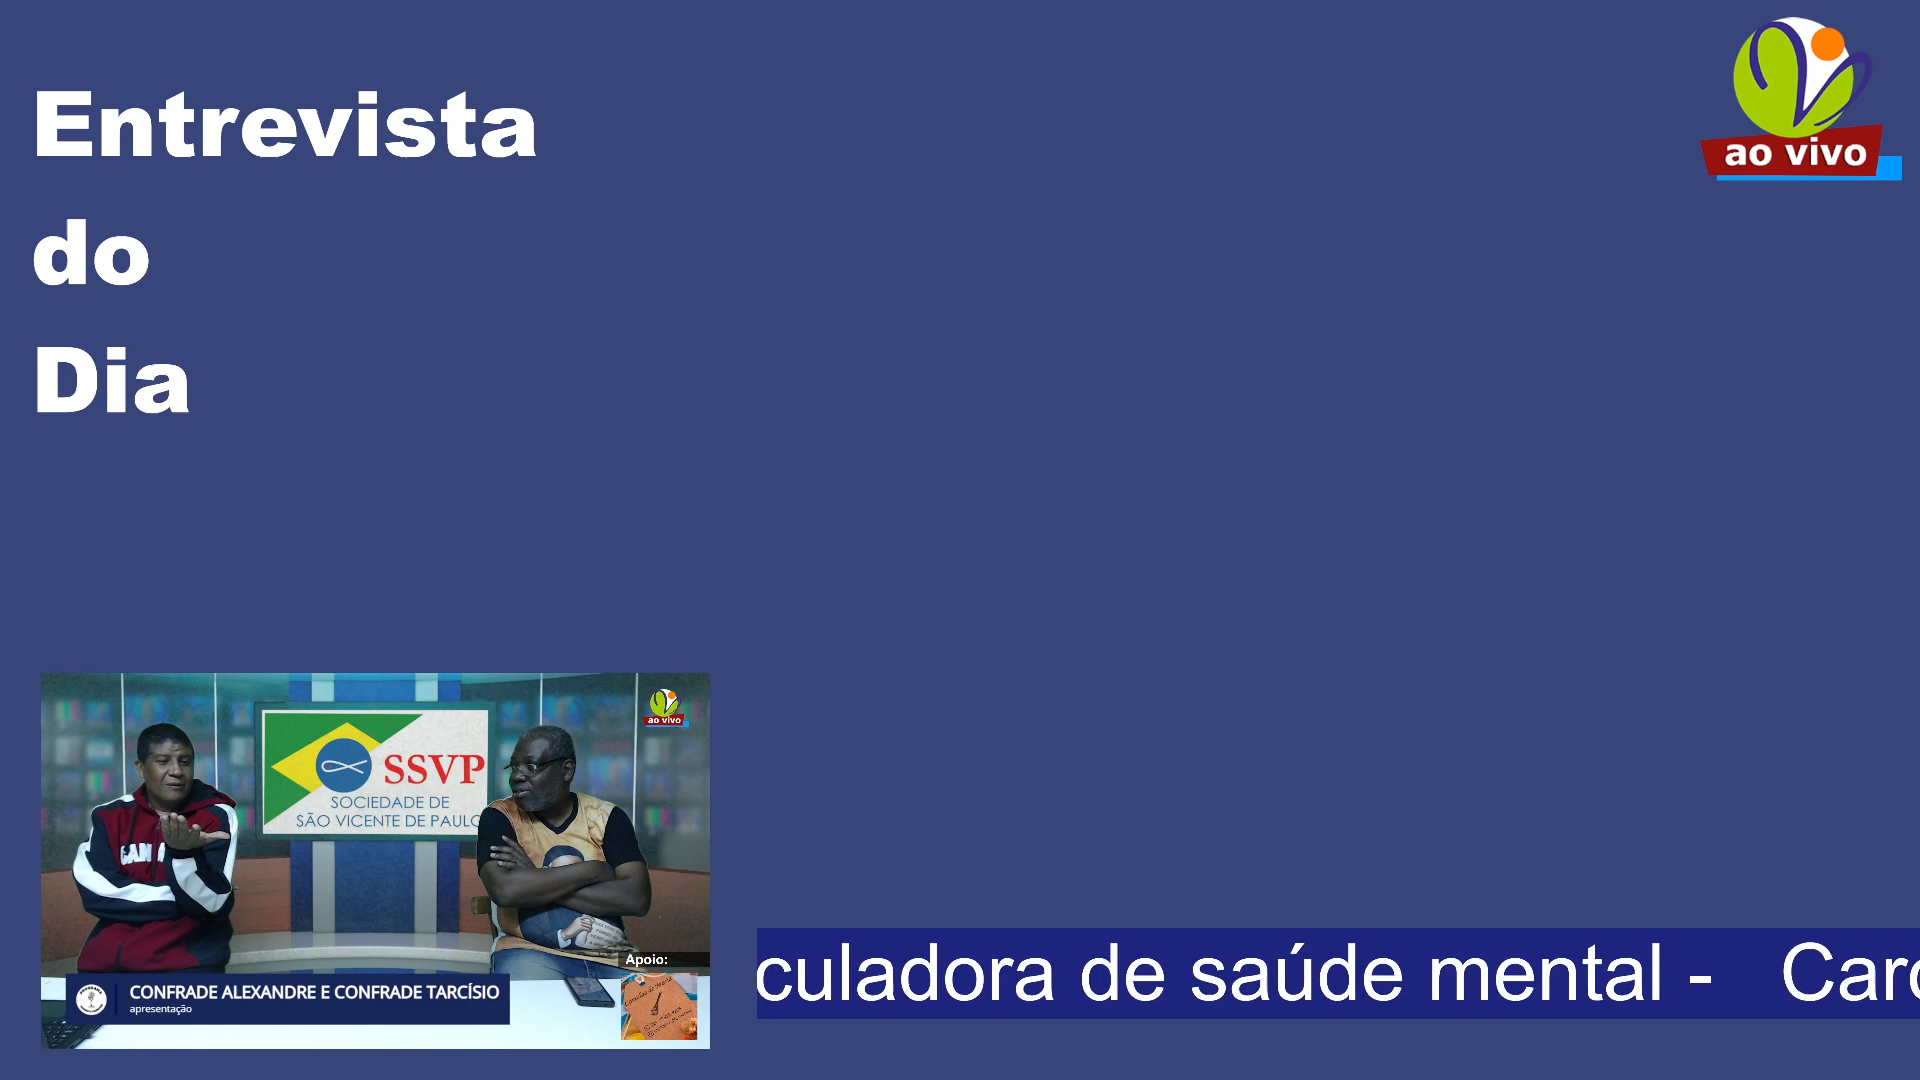 Entrevista
do
Dia
ao vivo
ao vivo
SSVP
SOCIEDADE DE
SÃO VICENTE DE PAULO
Apoio:
CONFRADE ALEXANDRE E CONFRADE TARCÍSIO
apresentação
culadora de saúde mental - Caro